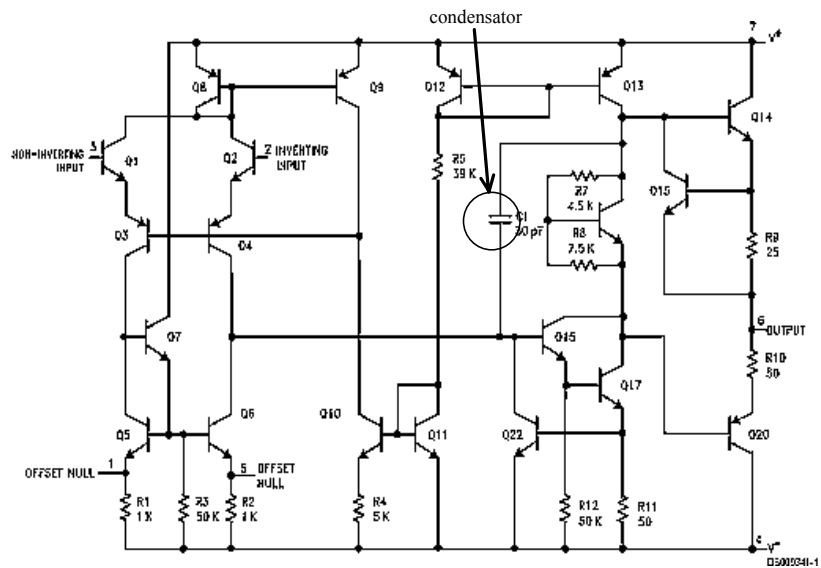 condensator
7
V+
Q8
Q9
Q12
Q13
Q14
3
NON-INVERTING
INPUT
Q1
Q2
2
INVERTING
INPUT
R5
39 K
Q15
Q3
Q4
C1
30 pF
R7
4.5 K
R8
7.5 K
R9
25
6
OUTPUT
Q7
R10
50
Q5
Q6
Q10
Q11
Q22
Q17
Q20
OFFSET NULL
1
5
OFFSET
NULL
R1
1 K
R3
50 K
R2
1 K
R4
5 K
R12
50 K
R11
50
4
V-